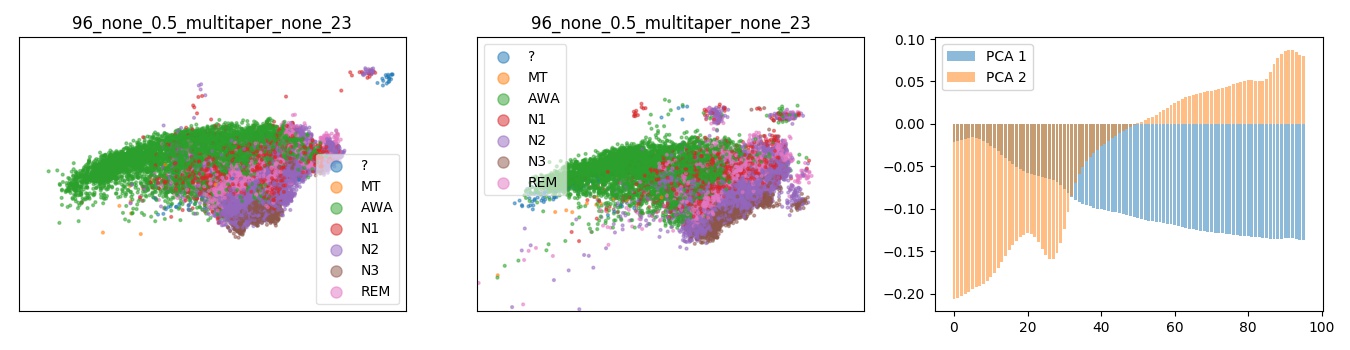 96_none_0.5_multitaper_none_23
?
MT
AWA
N1
N2
N3
REM
96_none_0.5_multitaper_none_23
?
MT
AWA
N1
N2
N3
REM
PCA 1
PCA 2
0.10
0.05
0.00
−0.05
−0.10
−0.15
−0.20
0
20
40
60
80
100